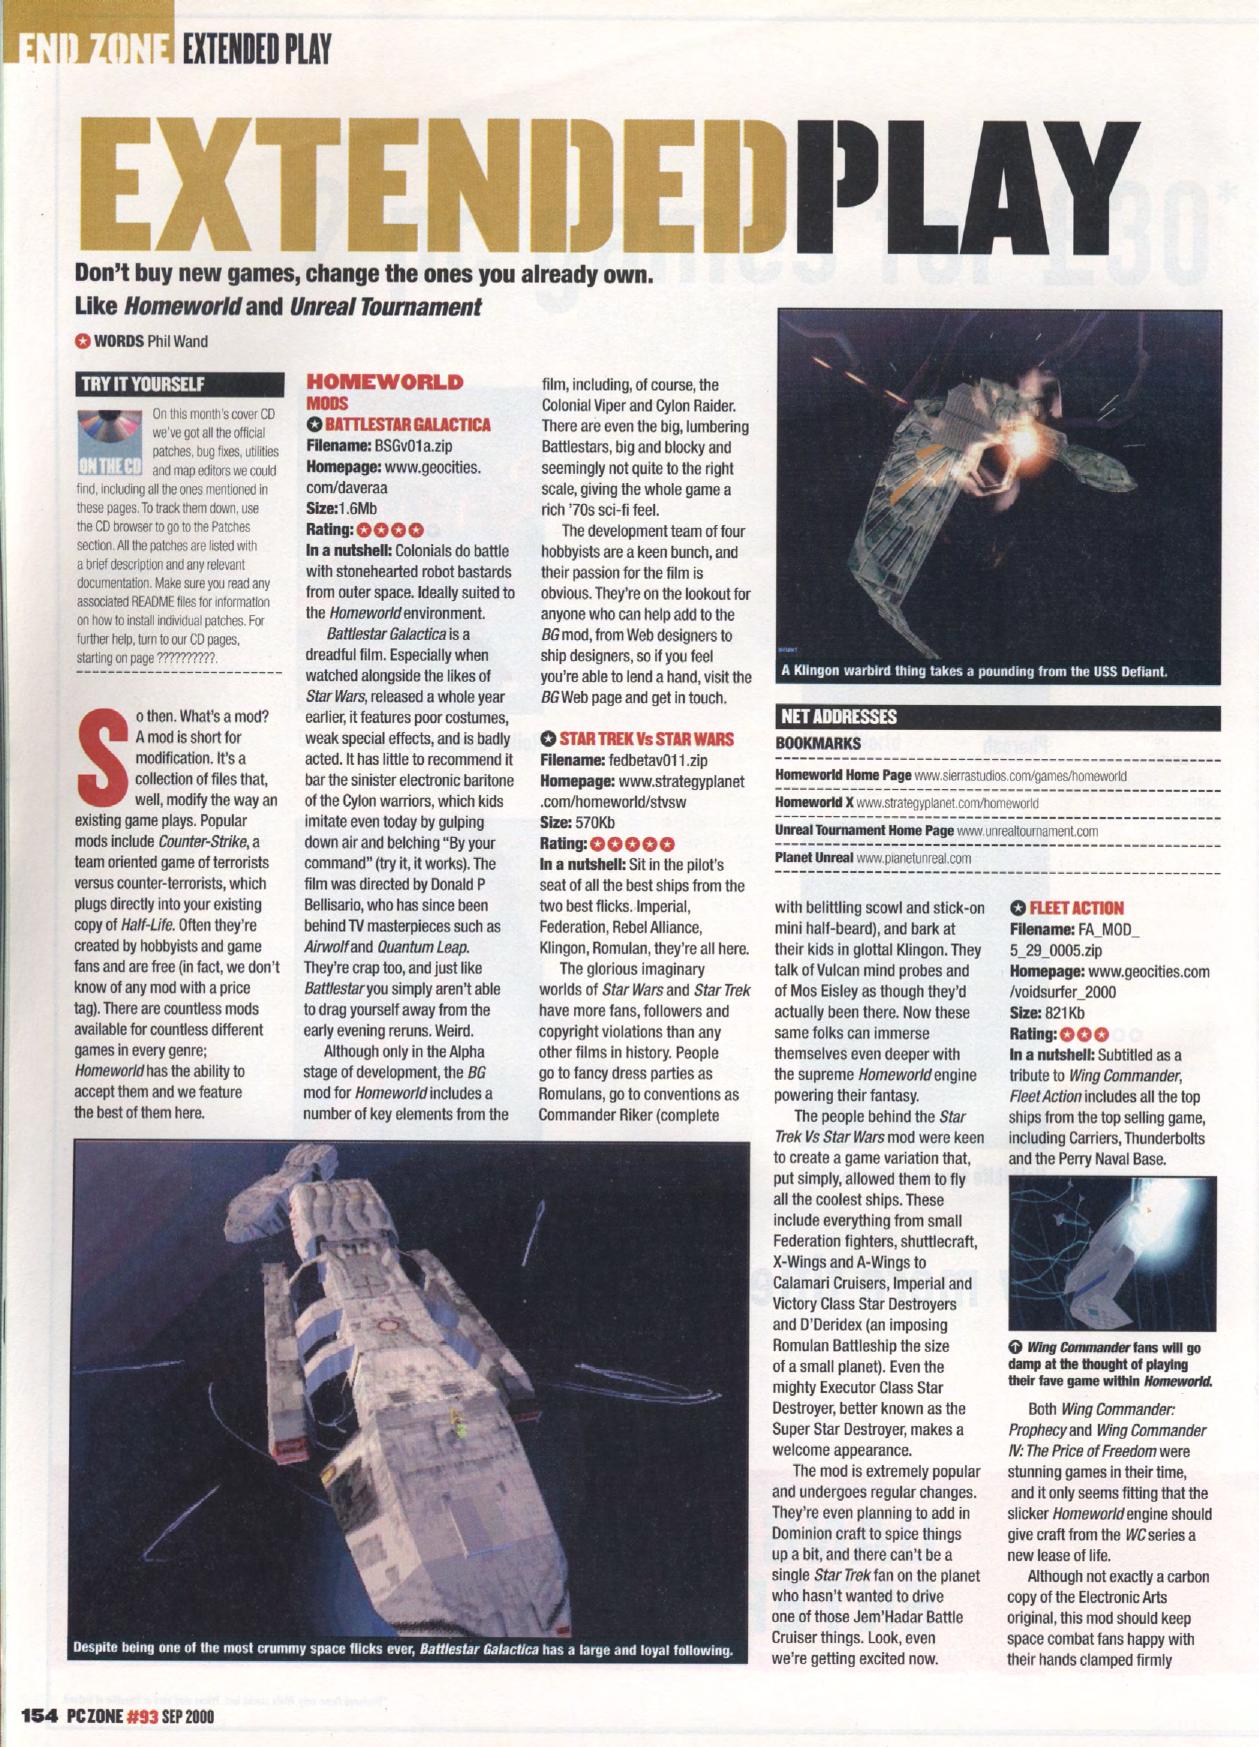 END ZONE EXTENDED PLAY
EXTENDEDPLAY
Don't buy new games, change the ones you already own.
Like Homeworld and Unreal Tournament
WORDS Phil Wand
TRY IT YOURSELF
ON THE CD
On this month's cover CD
we've got all the official
patches, bug fixes, utilities
and map editors we could
find, including all the ones mentioned in
these pages. To track them down, use
the CD browser to go to the Patches
section. All the patches are listed with
a brief description and any relevant
documentation. Make sure you read any
associated README files for information
on how to install individual patches. For
further help, turn to our CD pages,
starting on page ??????????.
So then. What's a mod?
A mod is short for
modification. It's a
collection of files that,
well, modify the way an
existing game plays. Popular
mods include Counter-Strike, a
team oriented game of terrorists
versus counter-terrorists, which
plugs directly into your existing
copy of Half-Life. Often they're
created by hobbyists and game
fans and are free (in fact, we don't
know of any mod with a price
tag). There are countless mods
available for countless different
games in every genre;
Homeworld has the ability to
accept them and we feature
the best of them here.
HOMEWORLD
MODS
BATTLESTAR GALACTICA
Filename: BSGv01a.zip
Homepage: www.geocities.
com/daveraa
Size:1.6Mb
Rating:
In a nutshell: Colonials do battle
with stonehearted robot bastards
from outer space. Ideally suited to
the Homeworld environment.
Battlestar Galactica is a
dreadful film. Especially when
watched alongside the likes of
Star Wars, released a whole year
earlier, it features poor costumes,
weak special effects, and is badly
acted. It has little to recommend it
bar the sinister electronic baritone
of the Cylon warriors, which kids
imitate even today by gulping
down air and belching "By your
command" (try it, it works). The
film was directed by Donald P
Bellisario, who has since been
behind TV masterpieces such as
Airwolf and Quantum Leap.
They're crap too, and just like
Battlestar you simply aren't able
to drag yourself away from the
early evening reruns. Weird.
Although only in the Alpha
stage of development, the BG
mod for Homeworld includes a
number of key elements from the
film, including, of course, the
Colonial Viper and Cylon Raider.
There are even the big, lumbering
Battlestars, big and blocky and
seemingly not quite to the right
scale, giving the whole game a
rich '70s sci-fi feel.
The development team of four
hobbyists are a keen bunch, and
their passion for the film is
obvious. They're on the lookout for
anyone who can help add to the
BG mod, from Web designers to
ship designers, so if you feel
you're able to lend a hand, visit the
BG Web page and get in touch.
STAR TREK Vs STAR WARS
Filename: fedbetav011.zip
Homepage: www.strategyplanet
.com/homeworld/stvsw
Size: 570Kb
Rating:
In a nutshell: Sit in the pilot's
seat of all the best ships from the
two best flicks. Imperial,
Federation, Rebel Alliance,
Klingon, Romulan, they're all here.
The glorious imaginary
worlds of Star Wars and Star Trek
have more fans, followers and
copyright violations than any
other films in history. People
go to fancy dress parties as
Romulans, go to conventions as
Commander Riker (complete
A Klingon warbird thing takes a pounding from the USS Defiant.
NET ADDRESSES
BOOKMARKS
Homeworld Home Page www.sierrastudios.com/games/homeworld
Homeworld X www.strategyplanet.com/homeworld
Unreal Tournament Home Page www.unrealtournament.com
Planet Unreal www.planetunreal.com
with belittling scowl and stick-on
mini half-beard), and bark at
their kids in glottal Klingon. They
talk of Vulcan mind probes and
of Mos Eisley as though they'd
actually been there. Now these
same folks can immerse
themselves even deeper with
the supreme Homeworld engine
powering their fantasy.
The people behind the Star
Trek Vs Star Wars mod were keen
to create a game variation that,
put simply, allowed them to fly
all the coolest ships. These
include everything from small
Federation fighters, shuttlecraft,
X-Wings and A-Wings to
Calamari Cruisers, Imperial and
Victory Class Star Destroyers
and D'Deridex (an imposing
Romulan Battleship the size
of a small planet). Even the
mighty Executor Class Star
Destroyer, better known as the
Super Star Destroyer, makes a
welcome appearance.
The mod is extremely popular
and undergoes regular changes.
They're even planning to add in
Dominion craft to spice things
up a bit, and there can't be a
single Star Trek fan on the planet
who hasn't wanted to drive
one of those Jem'Hadar Battle
Cruiser things. Look, even
we're getting excited now.
FLEET ACTION
Filename: FA_MOD_
5_29_0005.zip
Homepage: www.geocities.com
/voidsurfer_2000
Size: 821Kb
Rating:
In a nutshell: Subtitled as a
tribute to Wing Commander,
Fleet Action includes all the top
ships from the top selling game,
including Carriers, Thunderbolts
and the Perry Naval Base.
Wing Commander fans will go
damp at the thought of playing
their fave game within Homeworld.
Both Wing Commander:
Prophecy and Wing Commander
IV: The Price of Freedom were
stunning games in their time,
and it only seems fitting that the
slicker Homeworld engine should
give craft from the WC series a
new lease of life.
Although not exactly a carbon
copy of the Electronic Arts
original, this mod should keep
space combat fans happy with
their hands clamped firmly
Despite being one of the most crummy space flicks ever, Battlestar Galactica has a large and loyal following.
154 PCZONE #93 SEP 2000